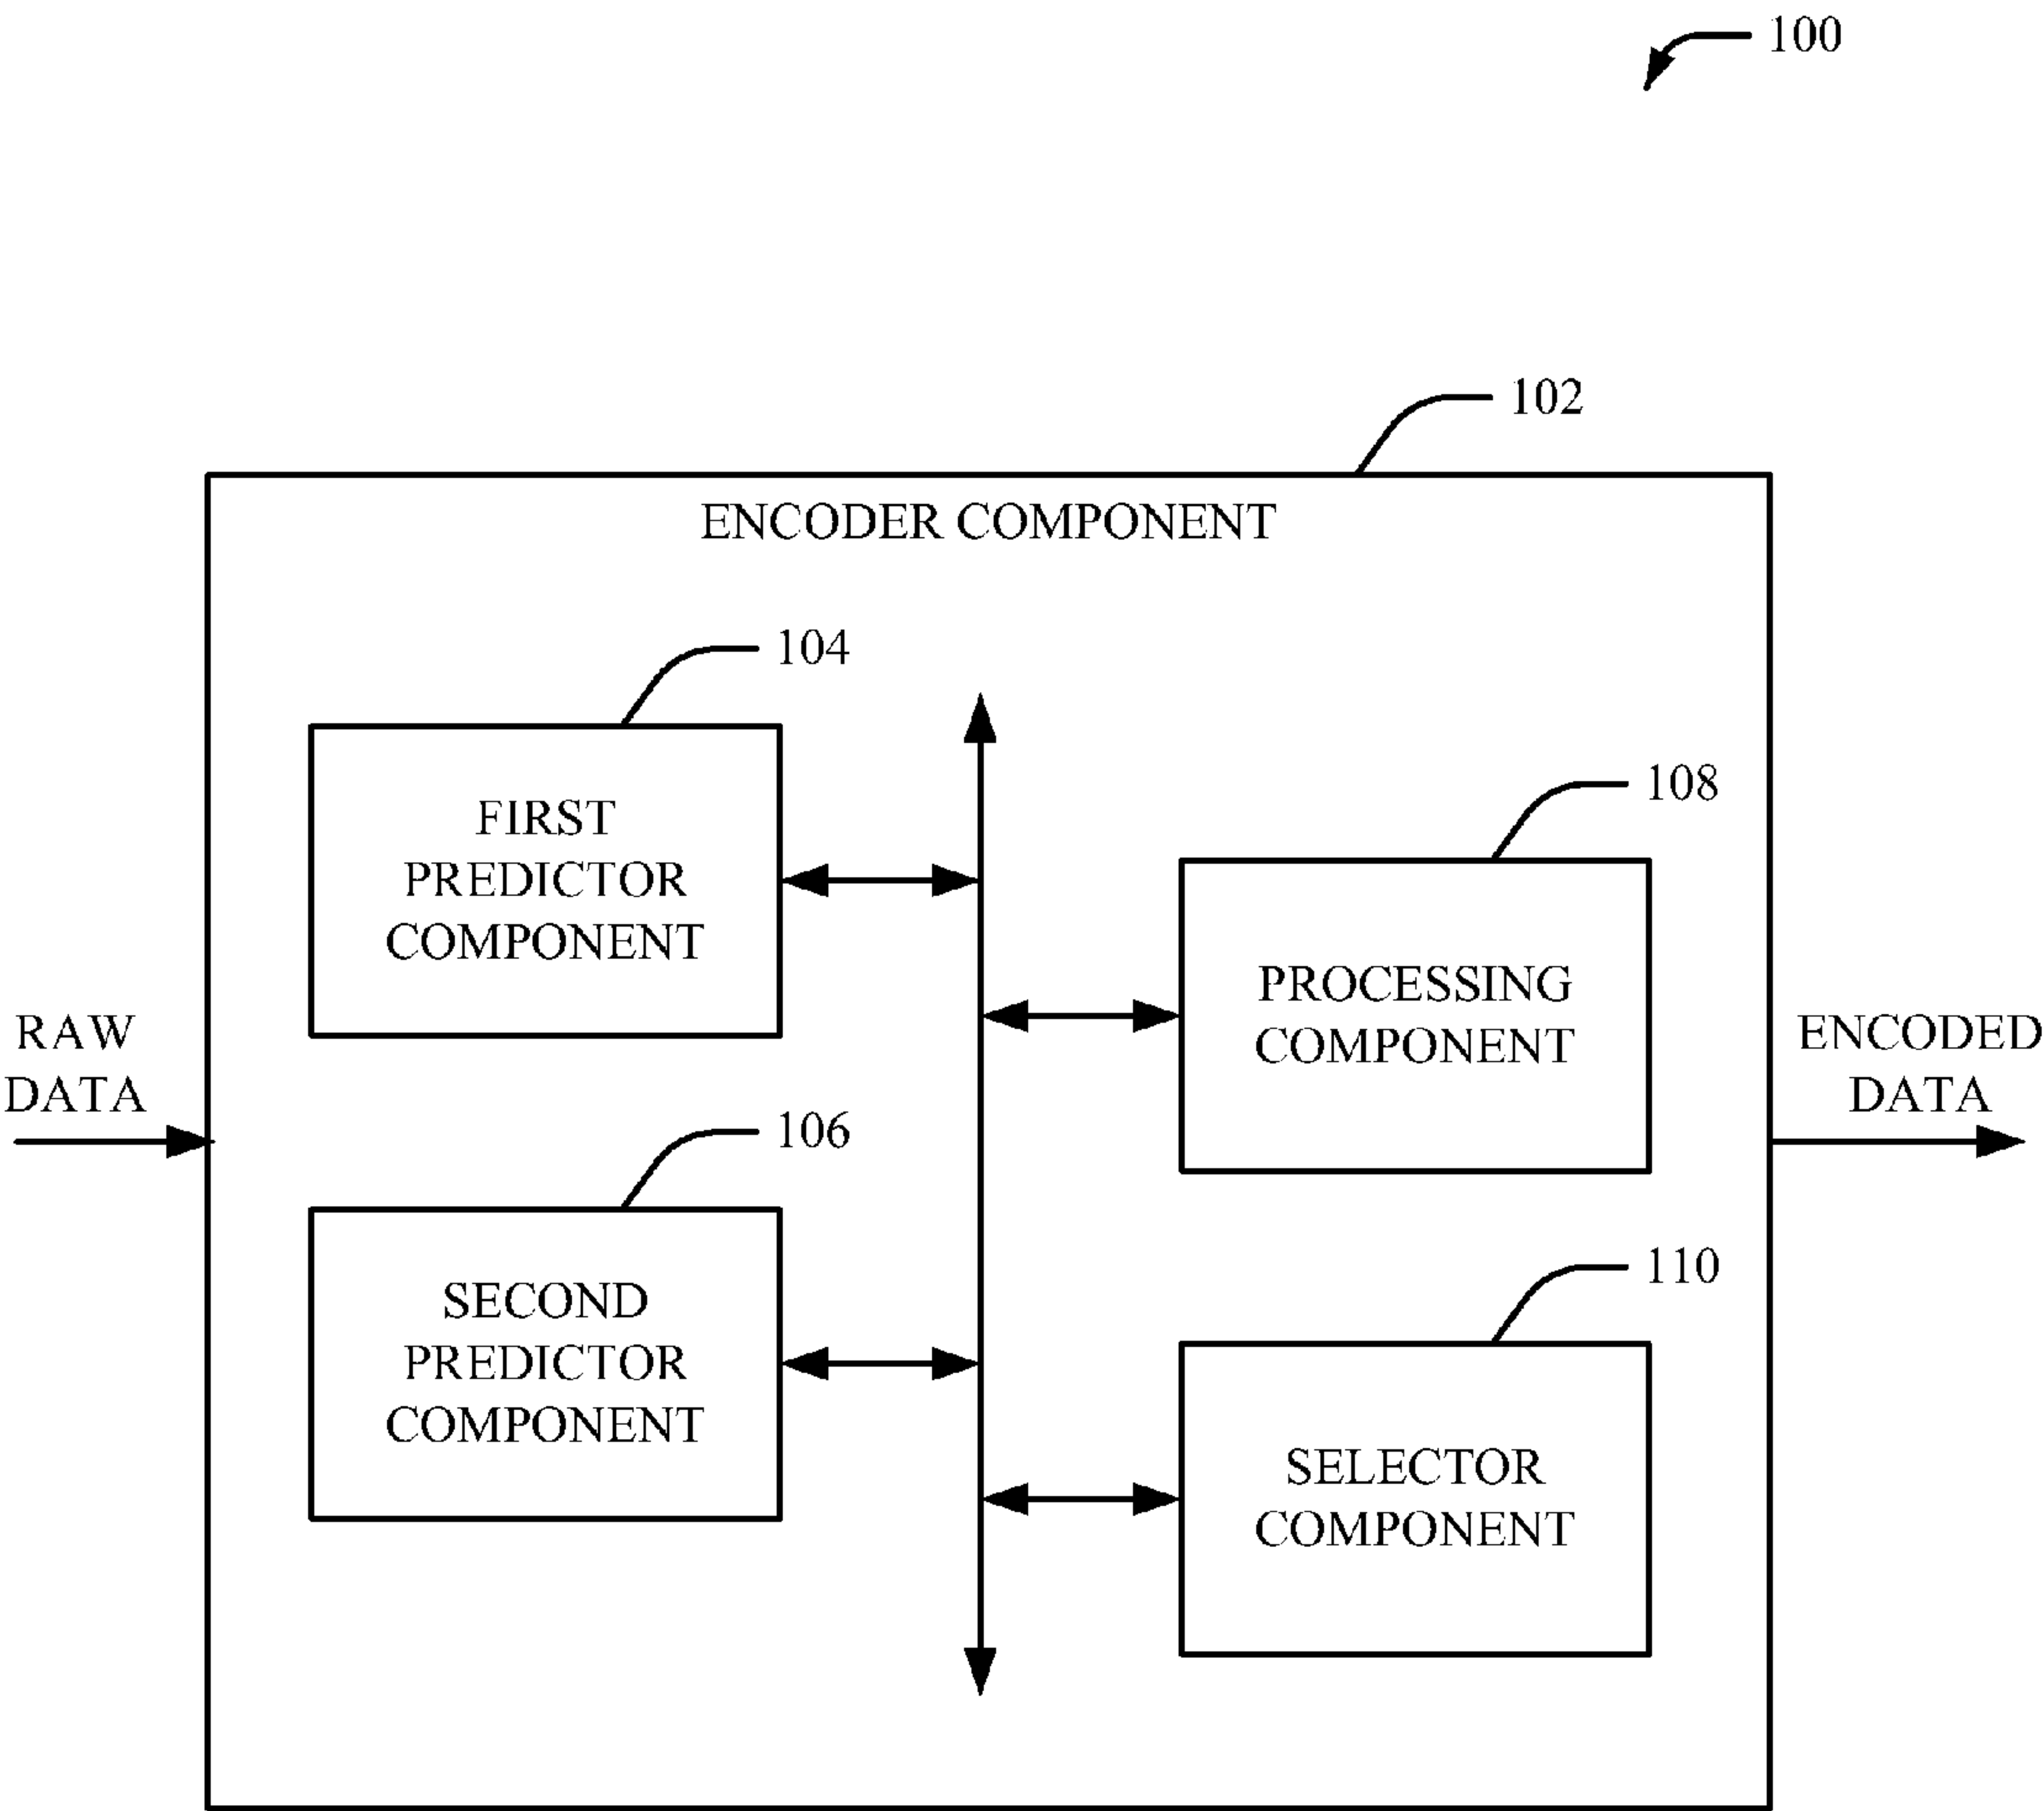 100
102
ENCODER COMPONENT
104
FIRST
PREDICTOR
COMPONENT
108
PROCESSING
COMPONENT
RAW
DATA
ENCODED
DATA
106
SECOND
PREDICTOR
COMPONENT
110
SELECTOR
COMPONENT